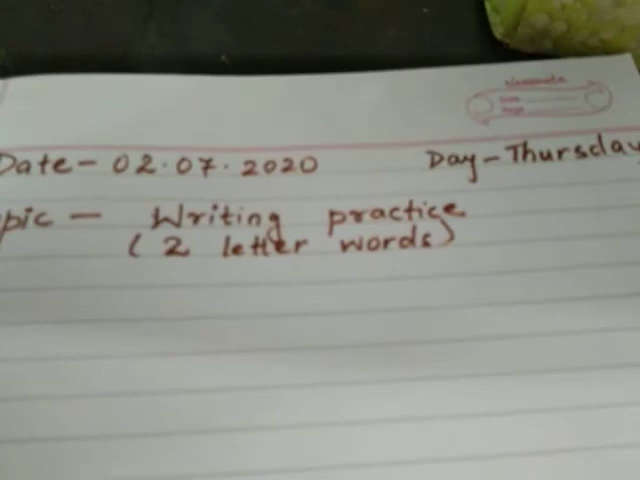 Date - 02.07.2020 Day - Thursday
pic - Writing practice
( 2 letter words)